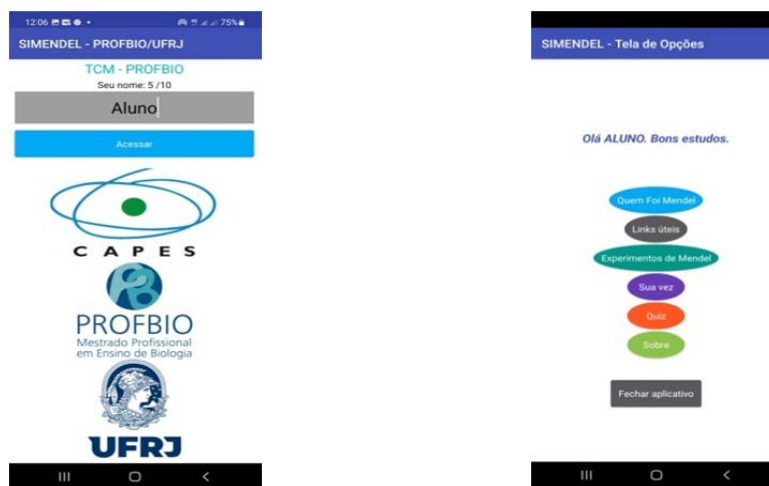 12:06
75%
SIMENDEL - PROFBIO/UFRJ
TCM - PROFBIO
Seu nome: 5 /10
Aluno
Acessar
CAPES
PROFBIO
Mestrado Profissional
em Ensino de Biologia
UFRJ
SIMENDEL - Tela de Opções
Olá ALUNO. Bons estudos.
Quem Foi Mendel
Links úteis
Experimentos de Mendel
Sua vez
Quiz
Sobre
Fechar aplicativo